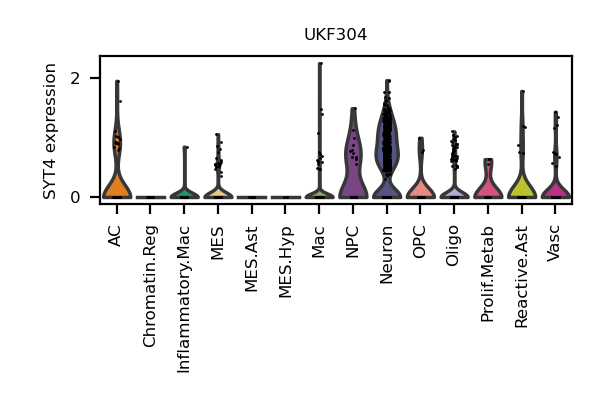 UKF304
SYT4 expression
2
0
AC
Chromatin.Reg
Inflammatory.Mac
MES
MES.Ast
MES.Hyp
Mac
NPC
Neuron
OPC
Oligo
Prolif.Metab
Reactive.Ast
Vasc